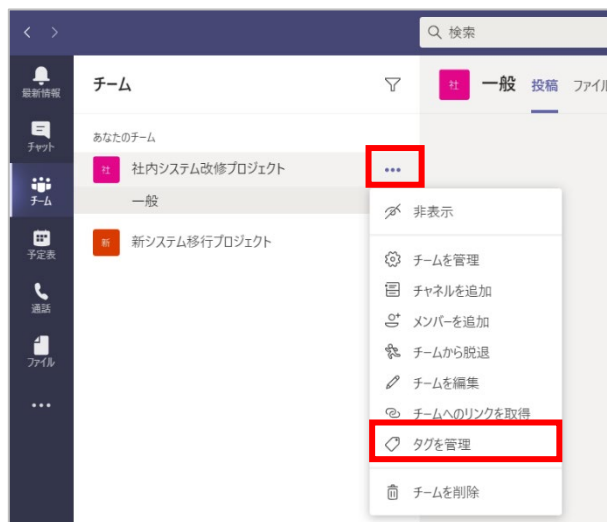 検索
最新情報
チャット
チーム
予定表
通話
ファイル
チーム
あなたのチーム
社 社内システム改修プロジェクト
一般
新 新システム移行プロジェクト
社 一般 投稿 ファイル
非表示
チームを管理
チャネルを追加
メンバーを追加
チームから脱退
チームを編集
チームへのリンクを取得
タグを管理
チームを削除